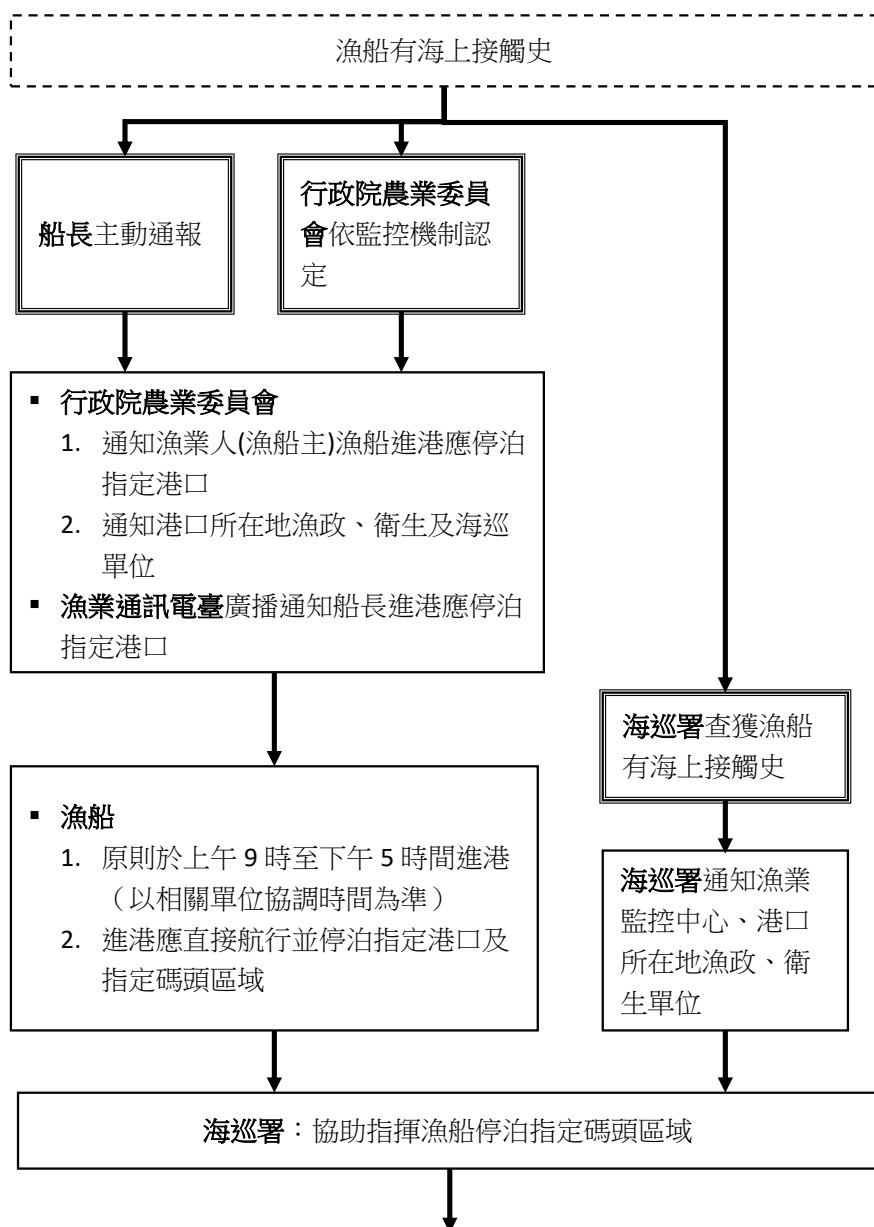 漁船有海上接觸史
船長主動通報
行政院農業委員
會依監控機制認
定
▪ 行政院農業委員會
1. 通知漁業人(漁船主)漁船進港應停泊
指定港口
2. 通知港口所在地漁政、衛生及海巡
單位
▪ 漁業通訊電臺廣播通知船長進港應停泊
指定港口
海巡署查獲漁船
有海上接觸史
▪ 漁船
1. 原則於上午 9 時至下午 5 時間進港
（以相關單位協調時間為準）
2. 進港應直接航行並停泊指定港口及
指定碼頭區域
海巡署通知漁業
監控中心、港口
所在地漁政、衛
生單位
海巡署：協助指揮漁船停泊指定碼頭區域